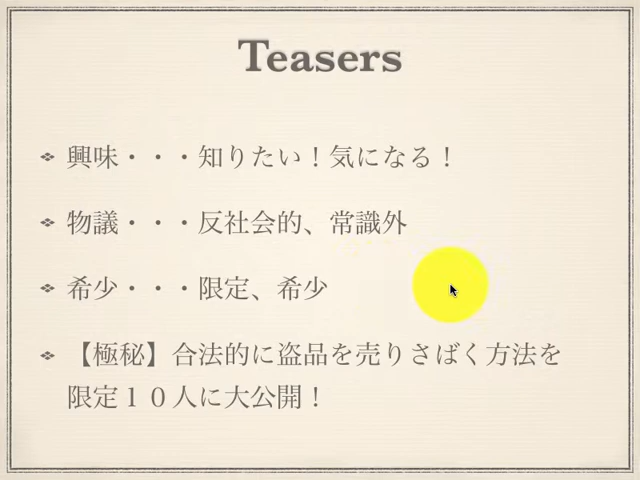 Teasers
興味・・・知りたい！気になる！
物議・・・反社会的、常識外
希少・・・限定、希少
【極秘】合法的に盗品を売りさばく方法を
限定１０人に大公開！